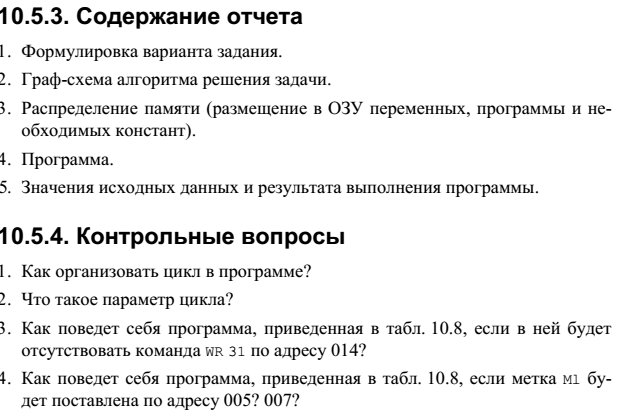 10.5.3. Содержание отчета
1. Формулировка варианта задания.
2. Граф-схема алгоритма решения задачи.
3. Распределение памяти (размещение в ОЗУ переменных, программы и не-
обходимых констант).
4. Программа.
5. Значения исходных данных и результата выполнения программы.
10.5.4. Контрольные вопросы
1. Как организовать цикл в программе?
2. Что такое параметр цикла?
3. Как поведет себя программа, приведенная в табл. 10.8, если в ней будет
отсутствовать команда WR 31 по адресу 014?
4. Как поведет себя программа, приведенная в табл. 10.8, если метка M1 бу-
дет поставлена по адресу 005? 007?